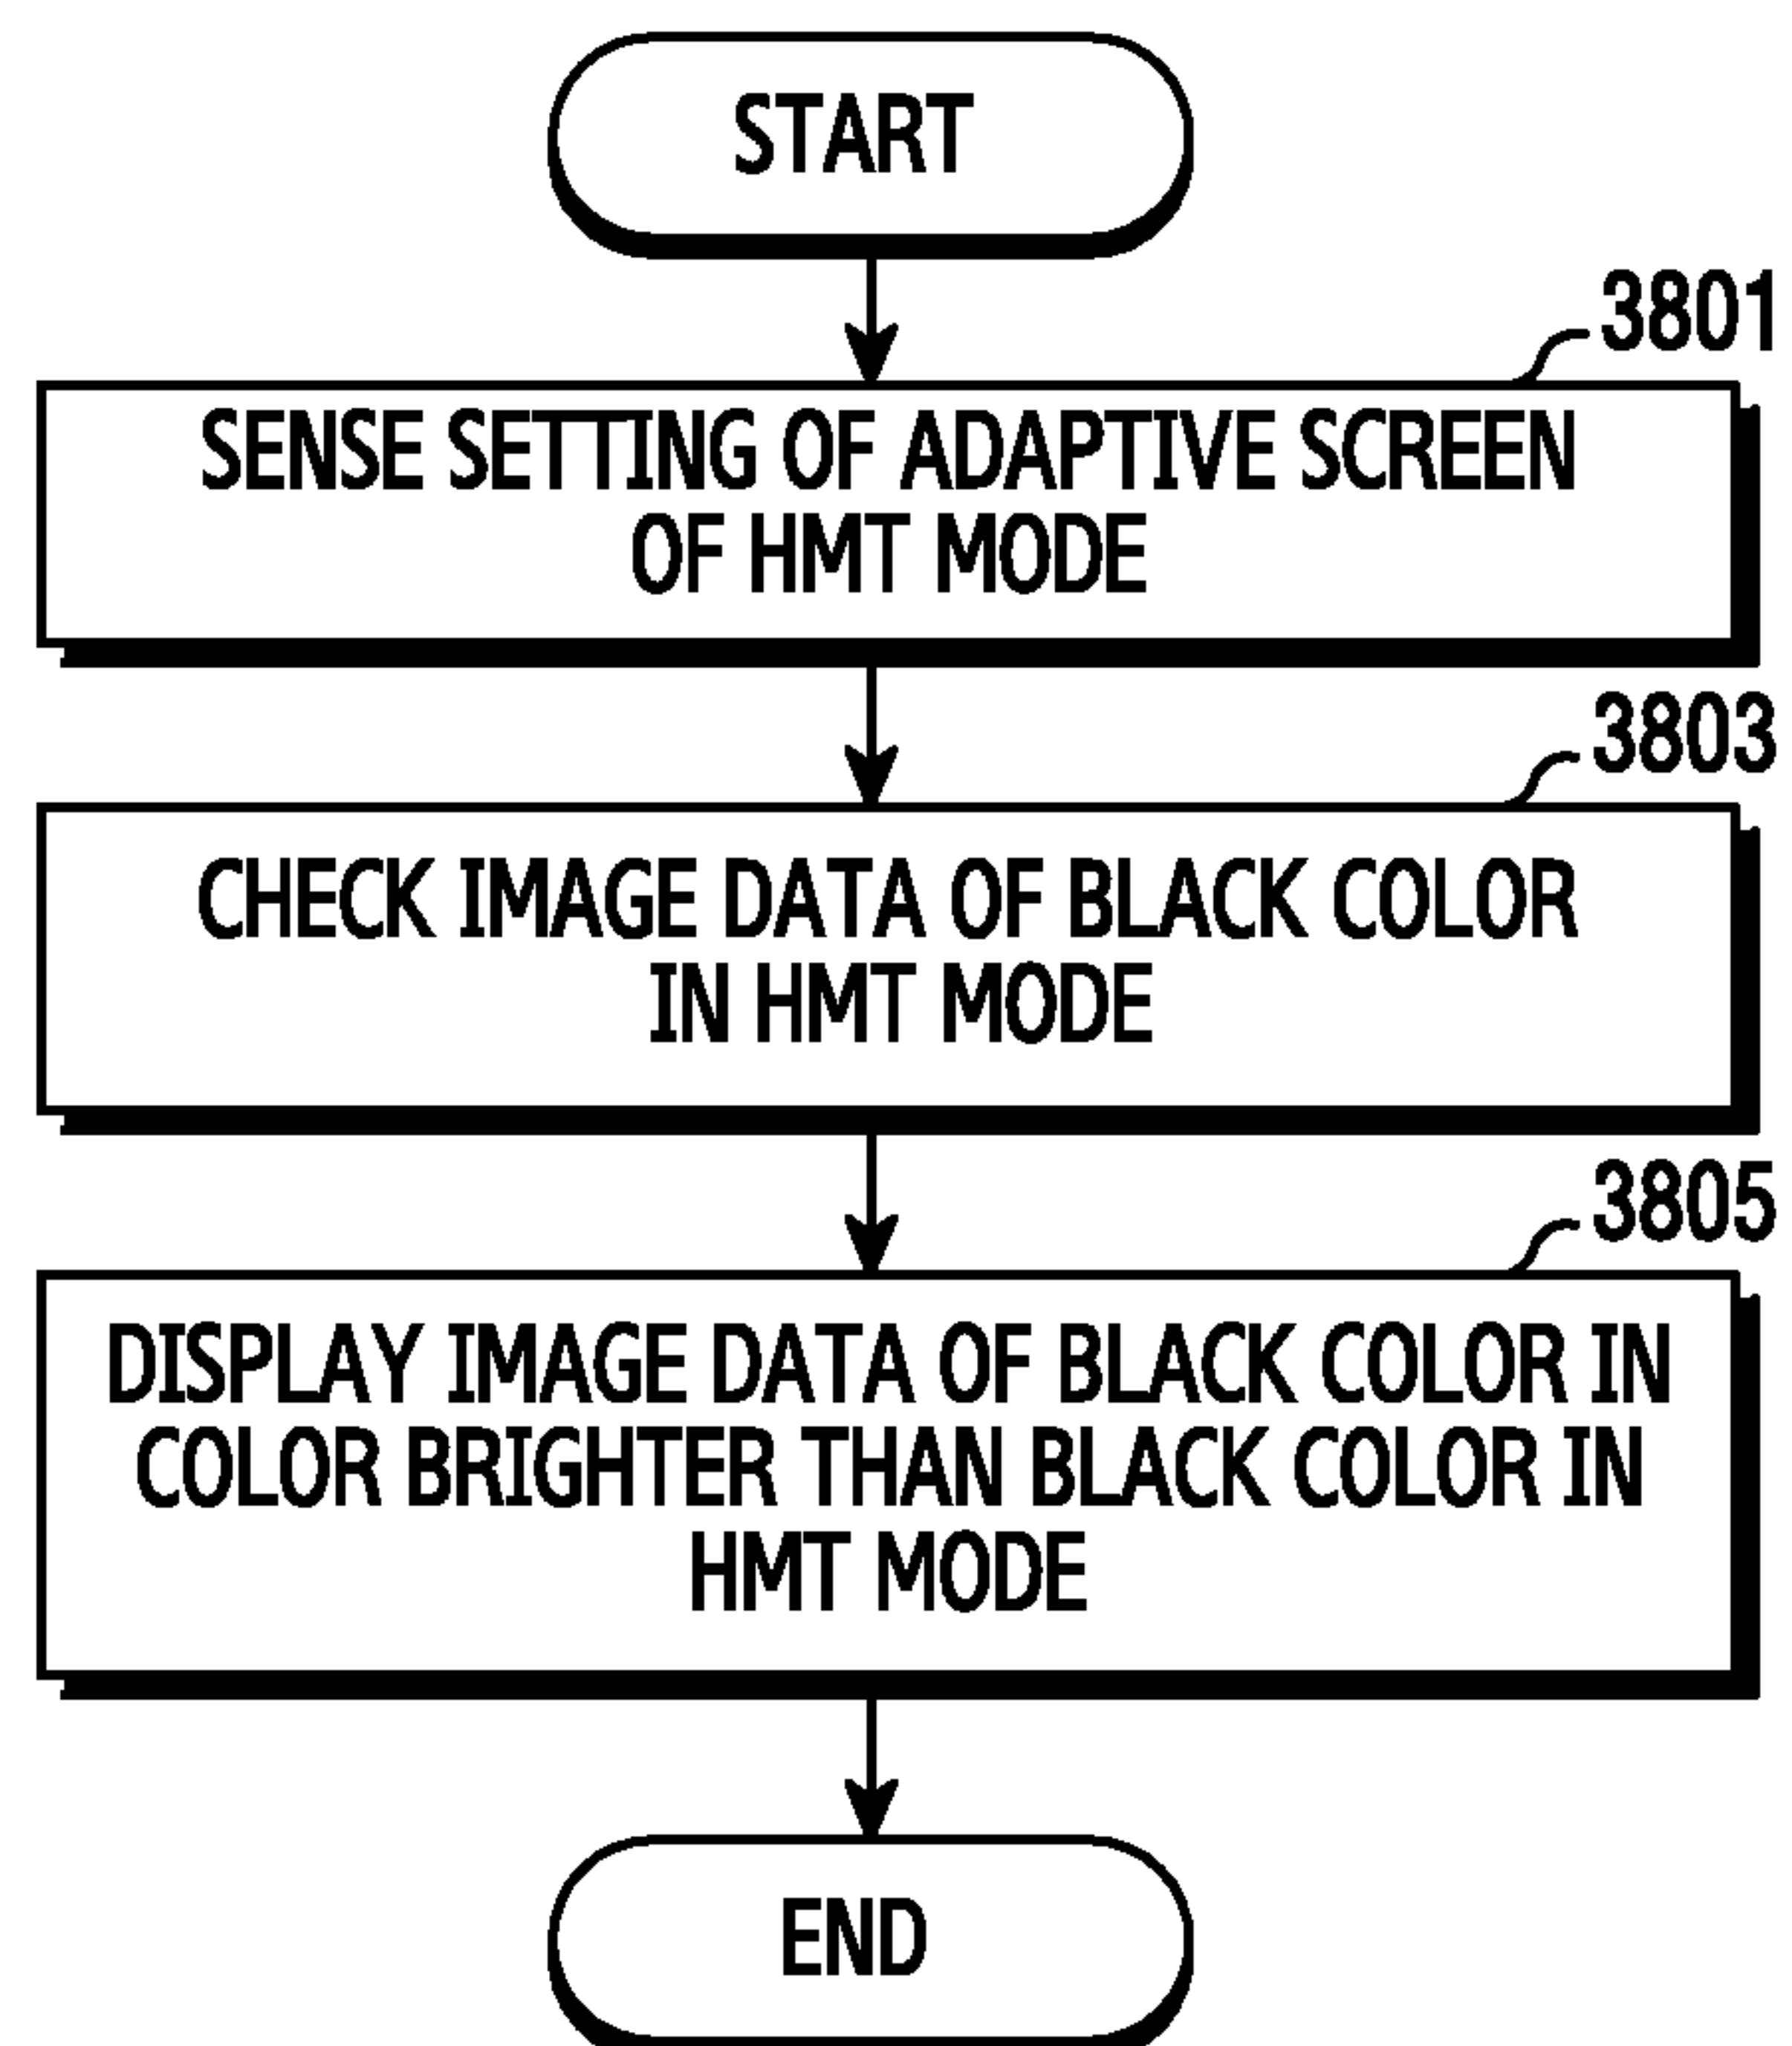 START
3801
SENSE SETTING OF ADAPTIVE SCREEN
OF HMT MODE
3803
CHECK IMAGE DATA OF BLACK COLOR
IN HMT MODE
3805
DISPLAY IMAGE DATA OF BLACK COLOR IN
COLOR BRIGHTER THAN BLACK COLOR IN
HMT MODE
END